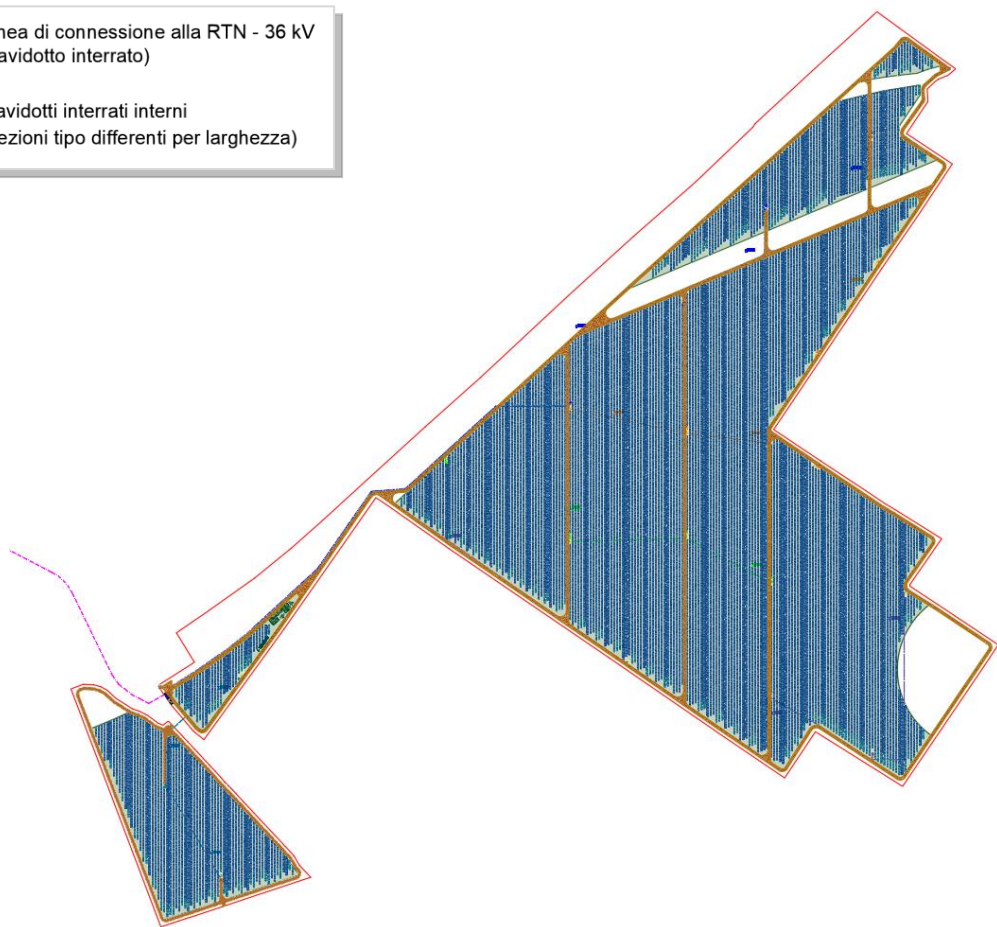 nea di connessione alla RTN - 36 kV
avidotto interrato)
avidotti interrati interni
ezioni tipo differenti per larghezza)